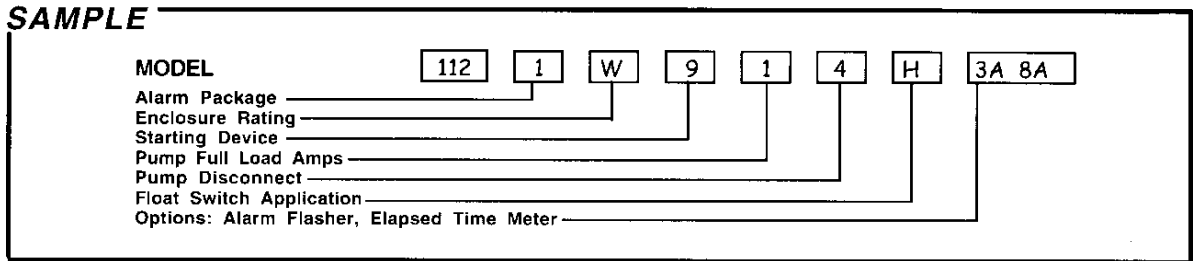 SAMPLE
MODEL 112 1 W 9 1 4 H 3A 8A
Alarm Package
Enclosure Rating
Starting Device
Pump Full Load Amps
Pump Disconnect
Float Switch Application
Options: Alarm Flasher, Elapsed Time Meter